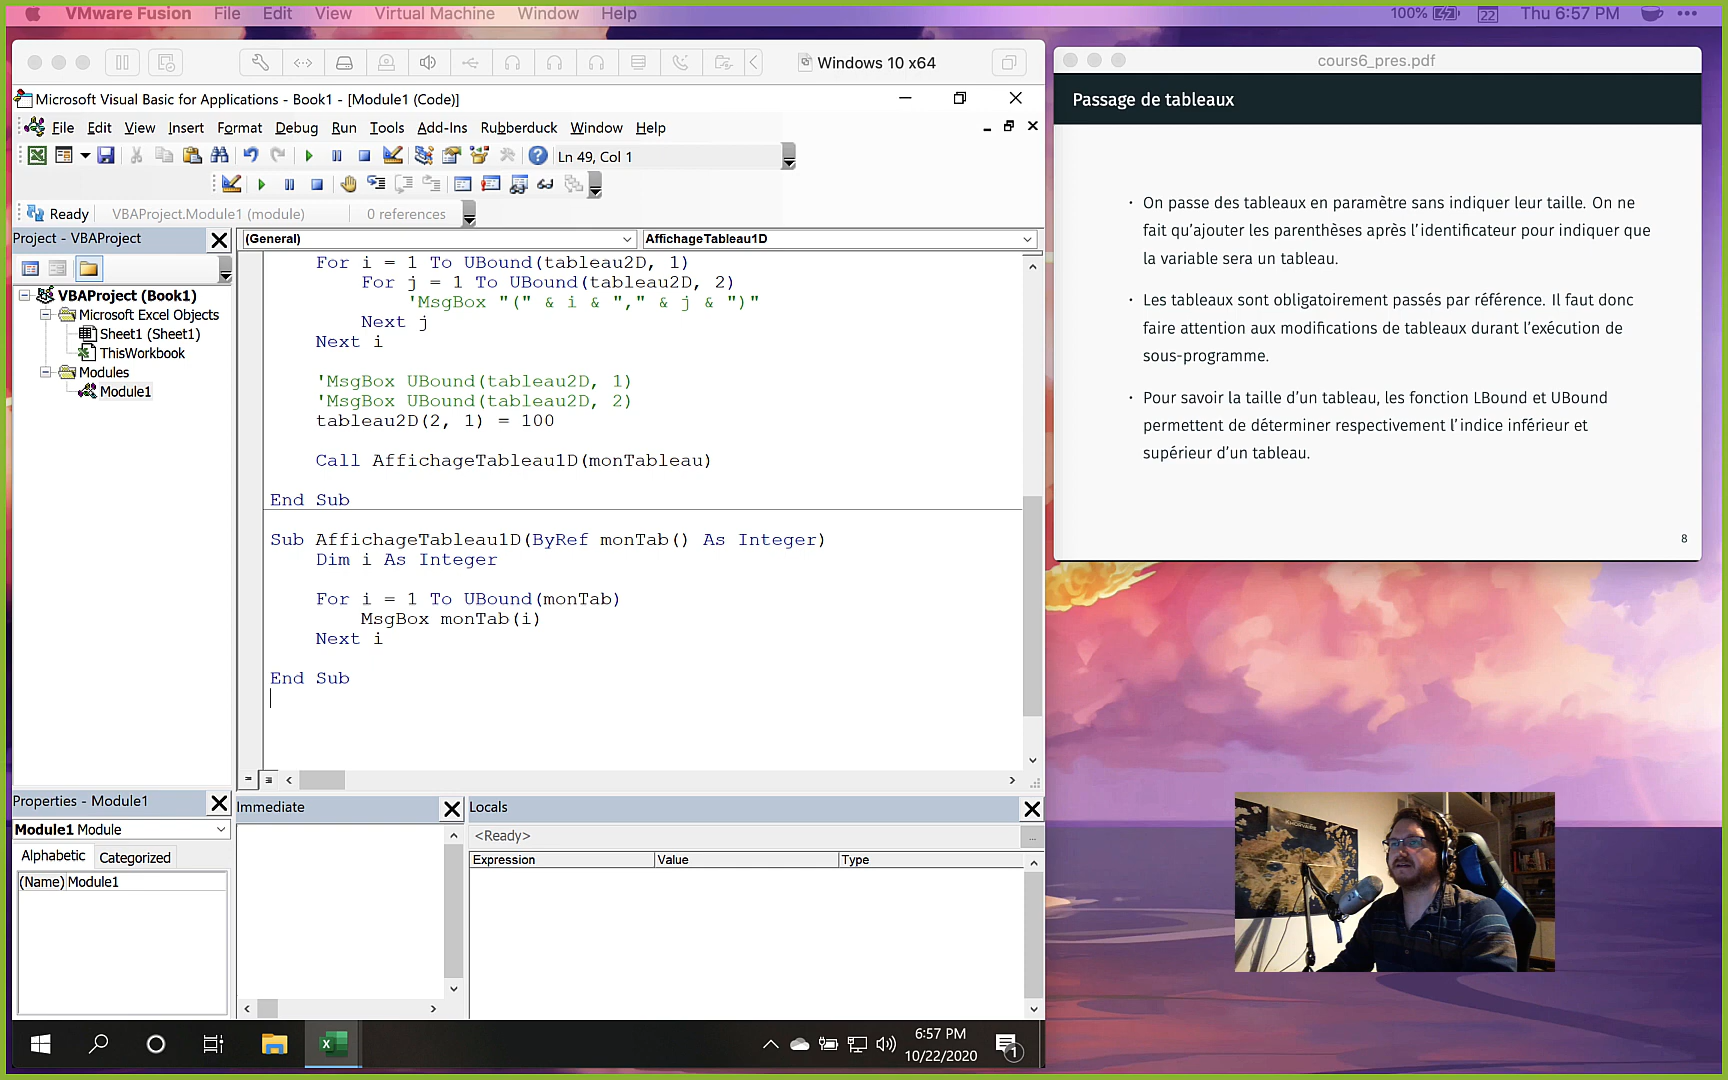 VMware Fusion File Edit View Virtual Machine Window Help 100% 22 Thu 6:57 PM
Windows 10 x64
Microsoft Visual Basic for Applications - Book1 - [Module1 (Code)]
File Edit View Insert Format Debug Run Tools Add-Ins Rubberduck Window Help
Ln 49, Col 1
Ready VBAProject.Module1 (module) 0 references
Project - VBAProject
VBAProject (Book1)
Microsoft Excel Objects
Sheet1 (Sheet1)
ThisWorkbook
Modules
Module1
(General) AffichageTableau1D
For i = 1 To UBound(tableau2D, 1)
For j = 1 To UBound(tableau2D, 2)
'MsgBox "(" & i & "," & j & ")"
Next j
Next i
'MsgBox UBound(tableau2D, 1)
'MsgBox UBound(tableau2D, 2)
tableau2D(2, 1) = 100
Call AffichageTableau1D(monTableau)
End Sub
Sub AffichageTableau1D(ByRef monTab() As Integer)
Dim i As Integer
For i = 1 To UBound(monTab)
MsgBox monTab(i)
Next i
End Sub
Properties - Module1
Module1 Module
Alphabetic Categorized
(Name) Module1
Immediate
Locals
<Ready>
Expression Value Type
6:57 PM
10/22/2020
1
cours6_pres.pdf
Passage de tableaux
· On passe des tableaux en paramètre sans indiquer leur taille. On ne
fait qu'ajouter les parenthèses après l'identificateur pour indiquer que
la variable sera un tableau.
· Les tableaux sont obligatoirement passés par référence. Il faut donc
faire attention aux modifications de tableaux durant l'exécution de
sous-programme.
· Pour savoir la taille d'un tableau, les fonction LBound et UBound
permettent de déterminer respectivement l'indice inférieur et
supérieur d'un tableau.
8